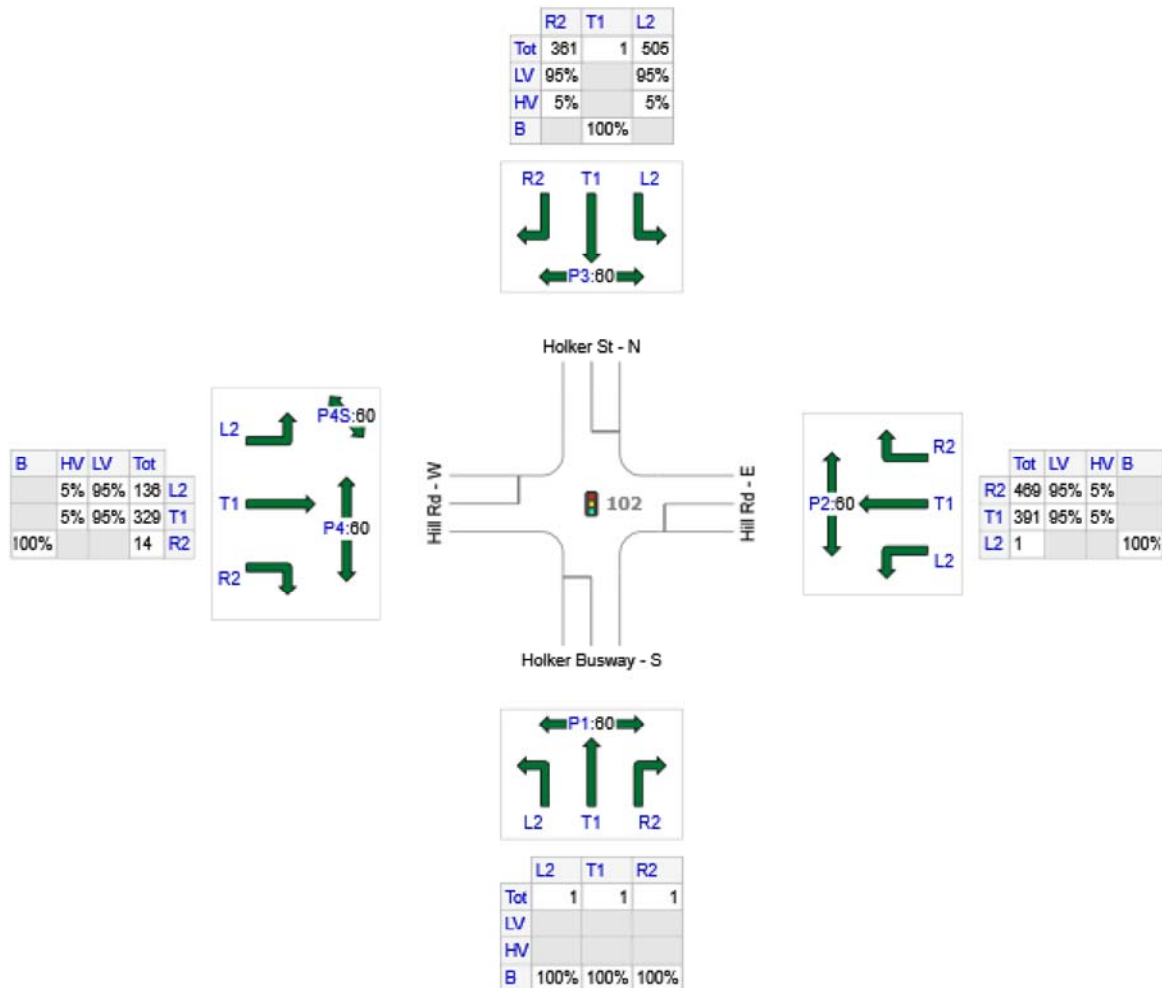 R2 T1 L2
Tot 361 1 505
LV 95% 95%
HV 5% 5%
B 100%
R2 T1 L2
P3:60
Holker St - N
L2 P4S:60
T1
P4:60
R2
B HV LV Tot
5% 95% 136 L2
5% 95% 329 T1
100% 14 R2
Hill Rd - W
102
Hill Rd - E
R2
P2:60 T1
L2
Tot LV HV B
R2 469 95% 5%
T1 391 95% 5%
L2 1 100%
Holker Busway - S
P1:60
L2 T1 R2
L2 T1 R2
Tot 1 1 1
LV
HV
B 100% 100% 100%